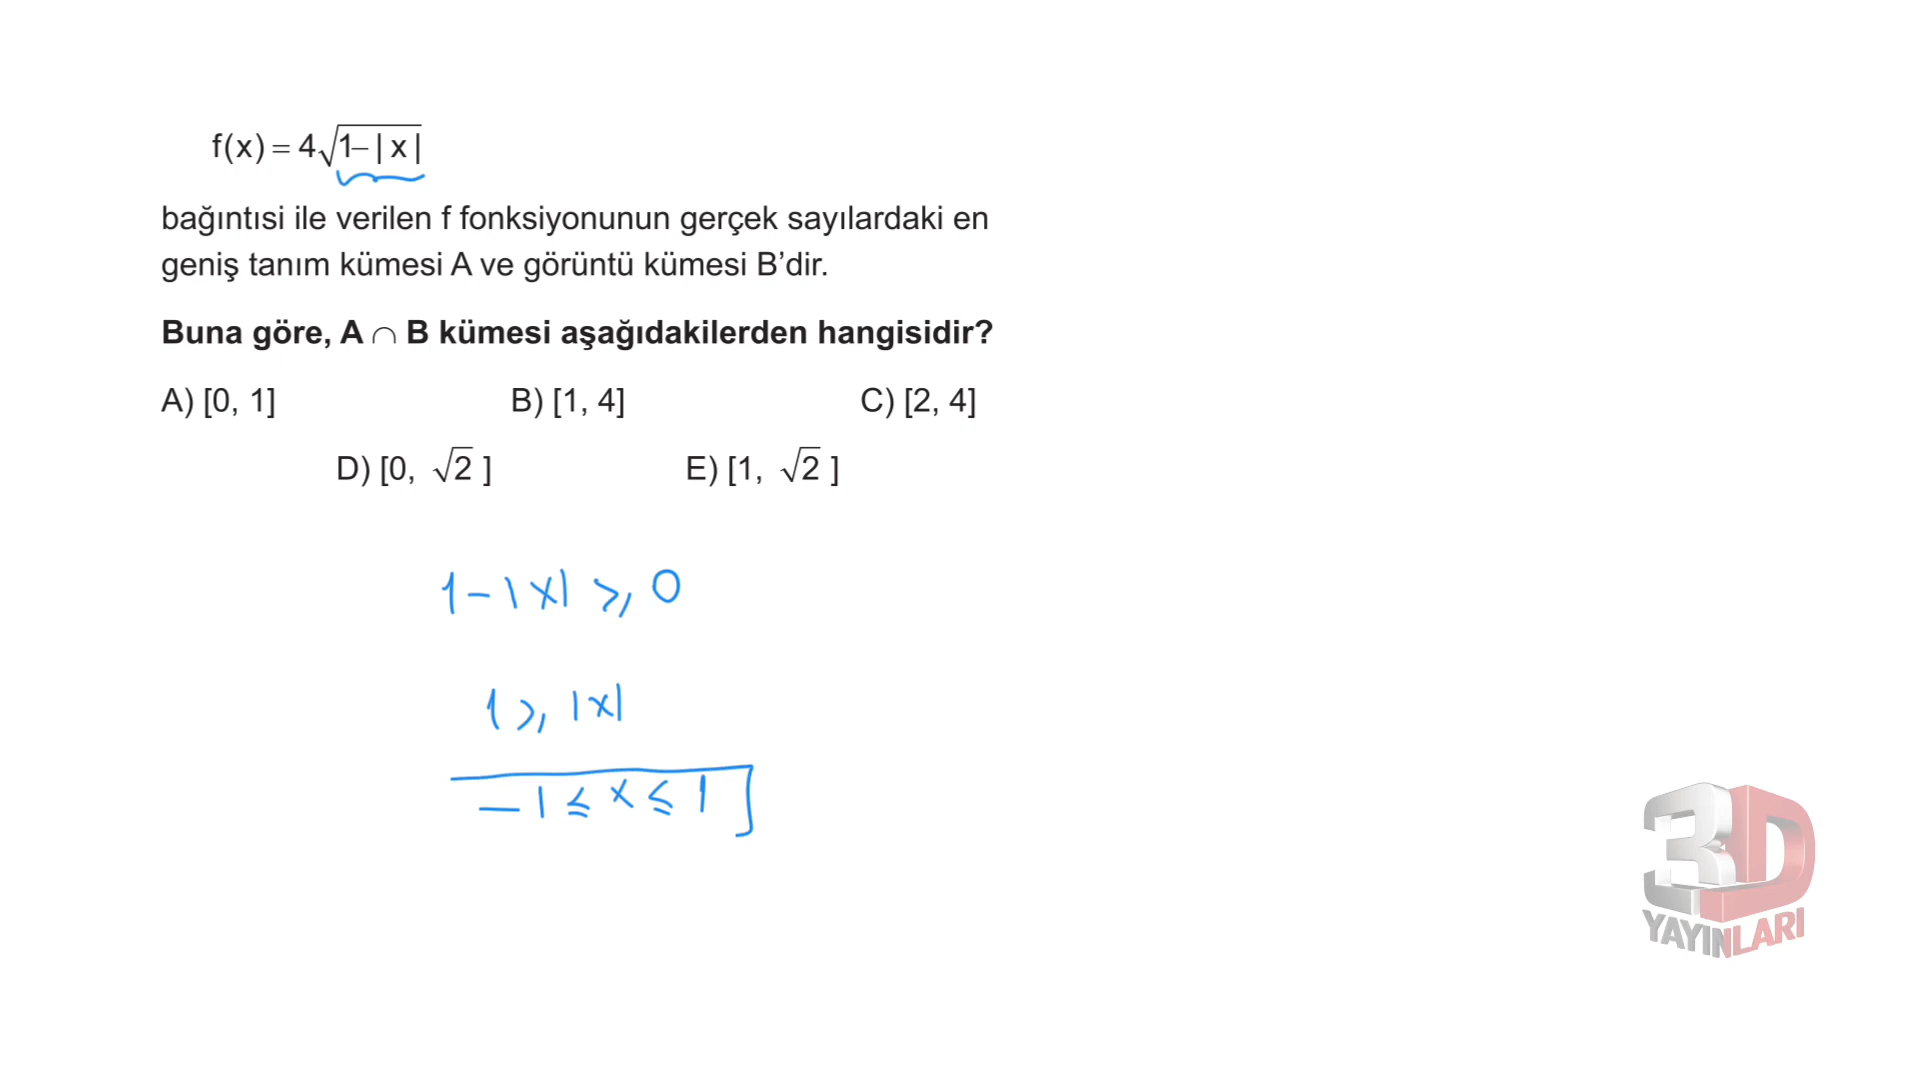 f(x) = 4√1–|x|
bağıntısi ile verilen f fonksiyonunun gerçek sayılardaki en
geniş tanım kümesi A ve görüntü kümesi B’dir.
Buna göre, A ∩ B kümesi aşağıdakilerden hangisidir?
A) [0, 1] B) [1, 4] C) [2, 4]
D) [0, √2 ] E) [1, √2 ]
1 – |x| ≥ 0
1 ≥ |x|
– 1 ≤ x ≤ 1
3D
YAYINLARI